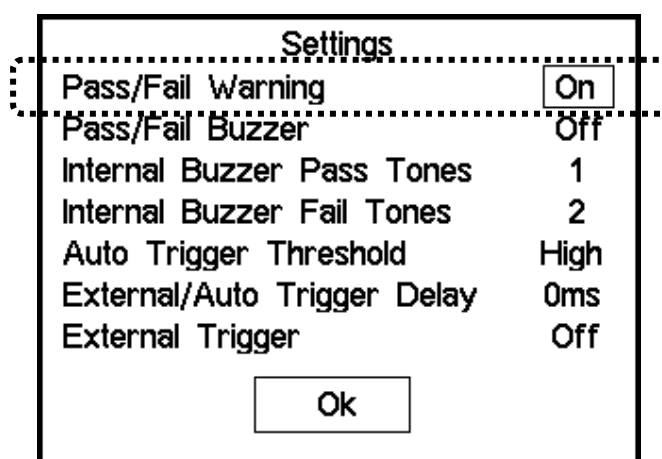 Settings
Pass/Fail Warning On
Pass/Fail Buzzer Off
Internal Buzzer Pass Tones 1
Internal Buzzer Fail Tones 2
Auto Trigger Threshold High
External/Auto Trigger Delay 0ms
External Trigger Off
Ok